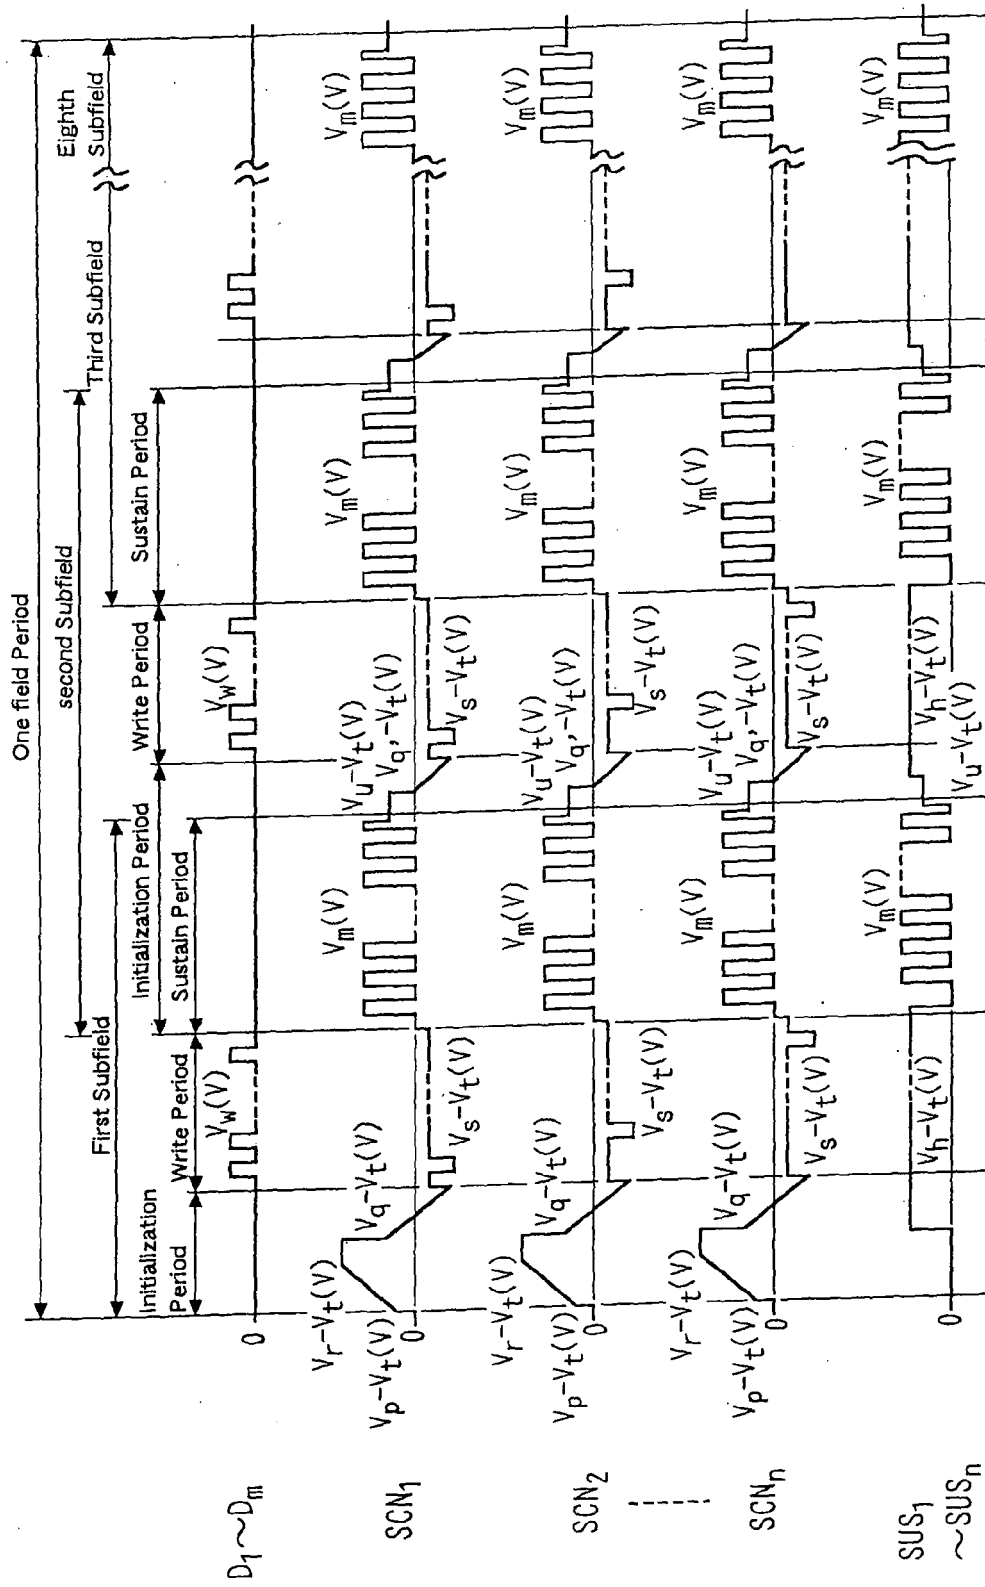 One field Period
First Subfield
second Subfield
Third Subfield
Eighth
Subfield
Initialization
Period
Write Period
Initialization Period
Sustain Period
Write Period
Sustain Period
D1～Dm
0
Vw(V)
Vw(V)
SCN1
0
Vp-Vt(V)
Vr-Vt(V)
Vq-Vt(V)
Vs-Vt(V)
Vm(V)
Vu-Vt(V)
Vq,-Vt(V)
Vs-Vt(V)
Vm(V)
Vm(V)
SCN2
0
Vp-Vt(V)
Vr-Vt(V)
Vq-Vt(V)
Vs-Vt(V)
Vm(V)
Vu-Vt(V)
Vq,-Vt(V)
Vs-Vt(V)
Vm(V)
Vm(V)
SCNn
0
Vp-Vt(V)
Vr-Vt(V)
Vq-Vt(V)
Vs-Vt(V)
Vm(V)
Vu-Vt(V)
Vq,-Vt(V)
Vs-Vt(V)
Vm(V)
Vm(V)
SUS1
～SUSn
0
Vh-Vt(V)
Vm(V)
Vu-Vt(V)
Vh-Vt(V)
Vm(V)
Vm(V)